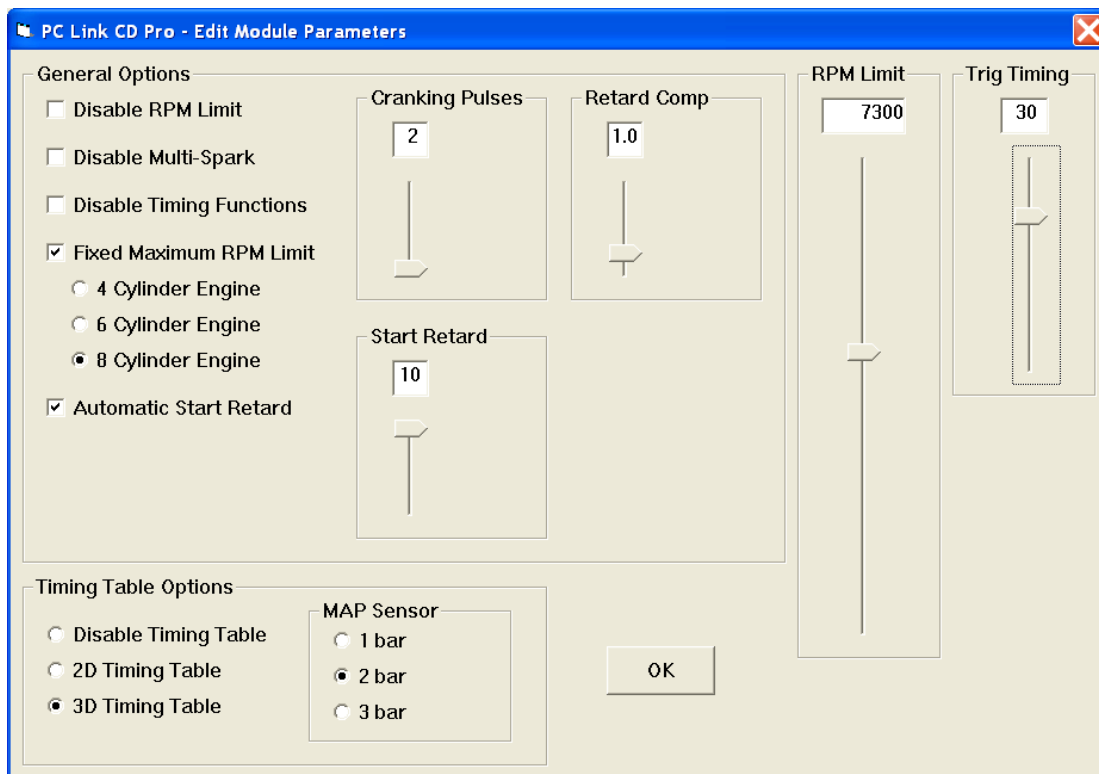 PC Link CD Pro - Edit Module Parameters
General Options
Disable RPM Limit
Disable Multi-Spark
Disable Timing Functions
Fixed Maximum RPM Limit
4 Cylinder Engine
6 Cylinder Engine
8 Cylinder Engine
Automatic Start Retard
Cranking Pulses
2
Retard Comp
1.0
Start Retard
10
RPM Limit
7300
Trig Timing
30
Timing Table Options
Disable Timing Table
2D Timing Table
3D Timing Table
MAP Sensor
1 bar
2 bar
3 bar
OK